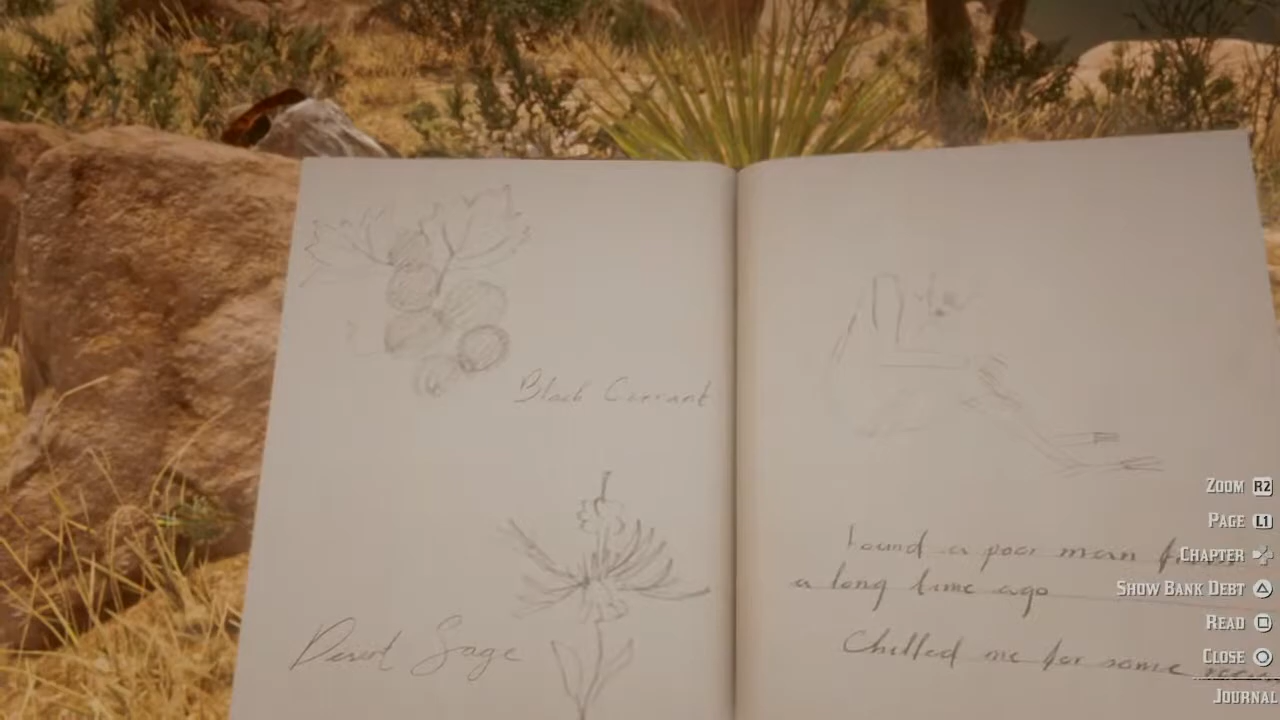 Black Currant
Desert Sage
Found a poor man
a long time ago
Chilled me for some
ZOOM R2
PAGE L1
CHAPTER
SHOW BANK DEBT
READ
CLOSE
JOURNAL